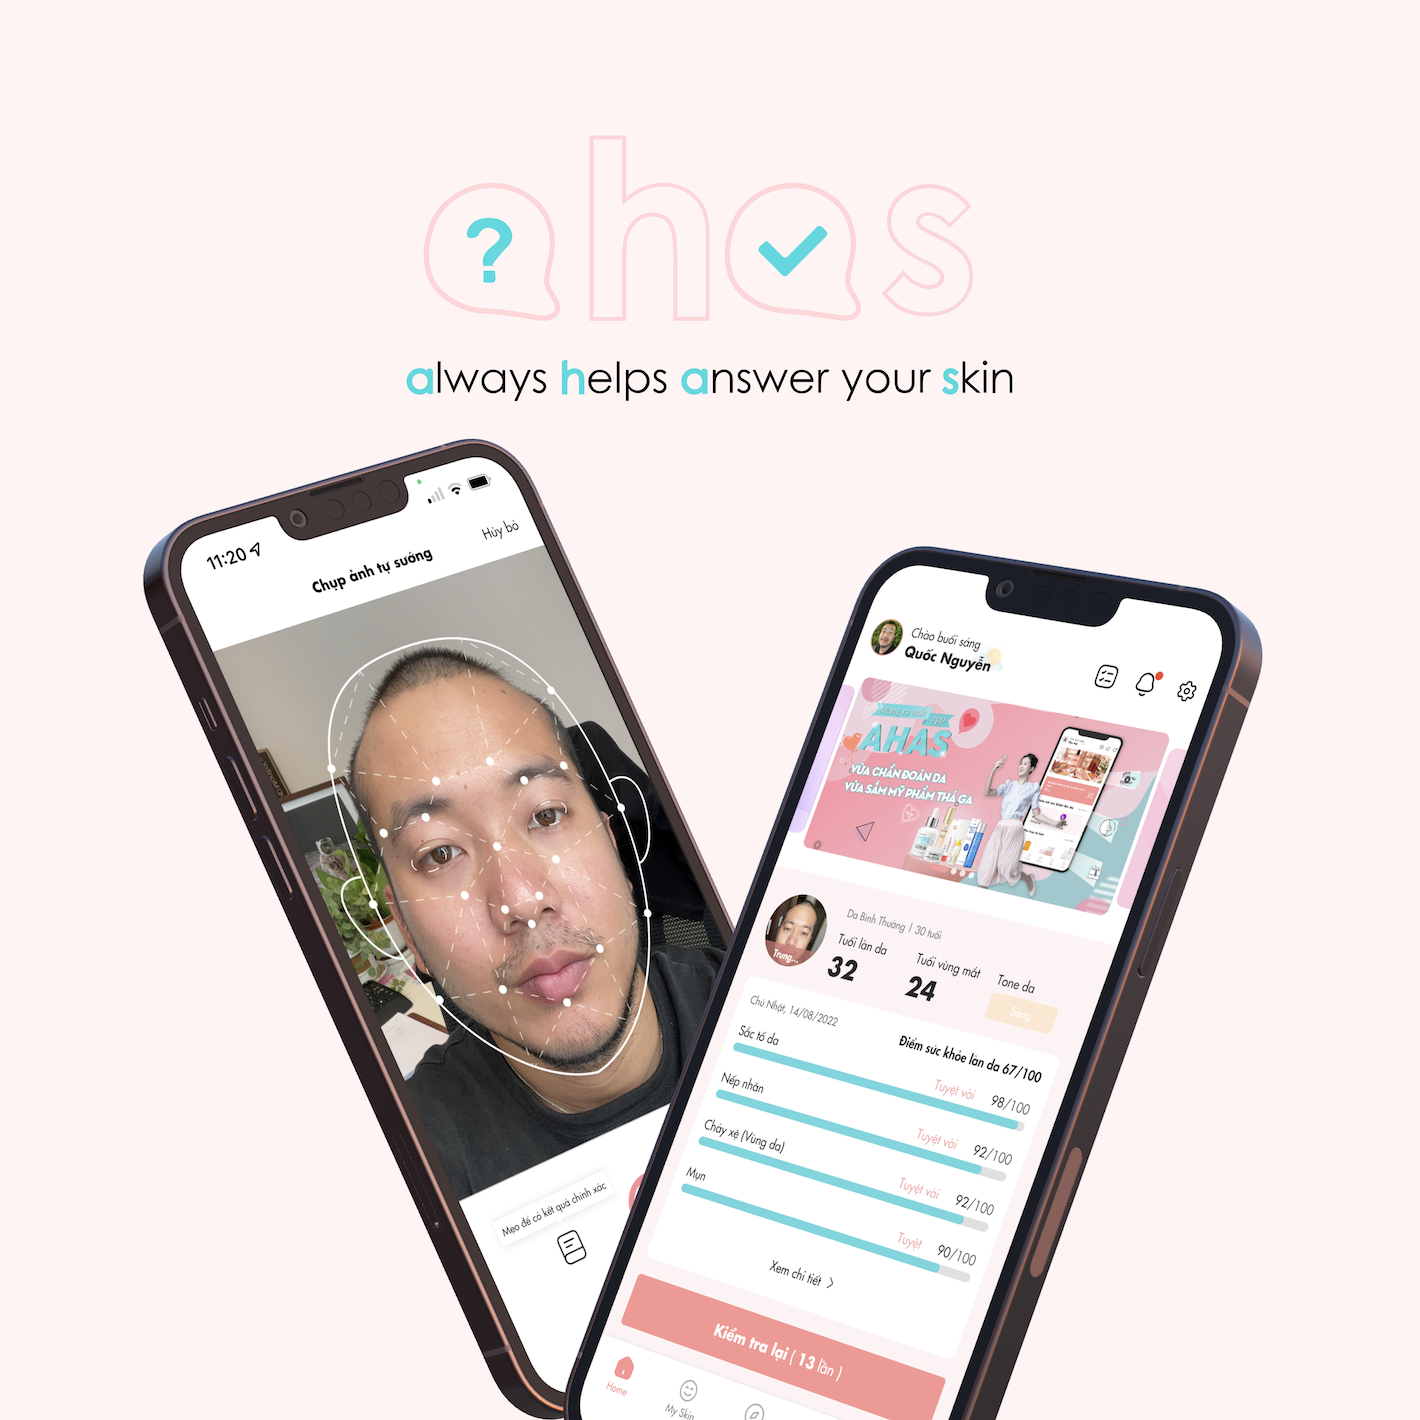 ahas
always helps answer your skin
11:20
Hủy bỏ
Chụp ảnh tự sướng
Mẹo để có kết quả chính xác
Chào buổi sáng
Quốc Nguyễn
Mừng ra mắt app
AHAS
VỪA CHẨN ĐOÁN DA
VỪA SẮM MỸ PHẨM THẢ GA
Trung...
Da Bình Thường | 30 tuổi
Tuổi làn da
32
Tuổi vùng mắt
24
Tone da
Sáng
Chủ Nhật, 14/08/2022
Điểm sức khỏe làn da 67/100
Sắc tố da
Tuyệt vời 98/100
Nếp nhăn
Tuyệt vời 92/100
Chảy xệ (Vùng da)
Tuyệt vời 92/100
Mụn
Tuyệt 90/100
Xem chi tiết >
Kiểm tra lại ( 13 lần )
Home
My Skin